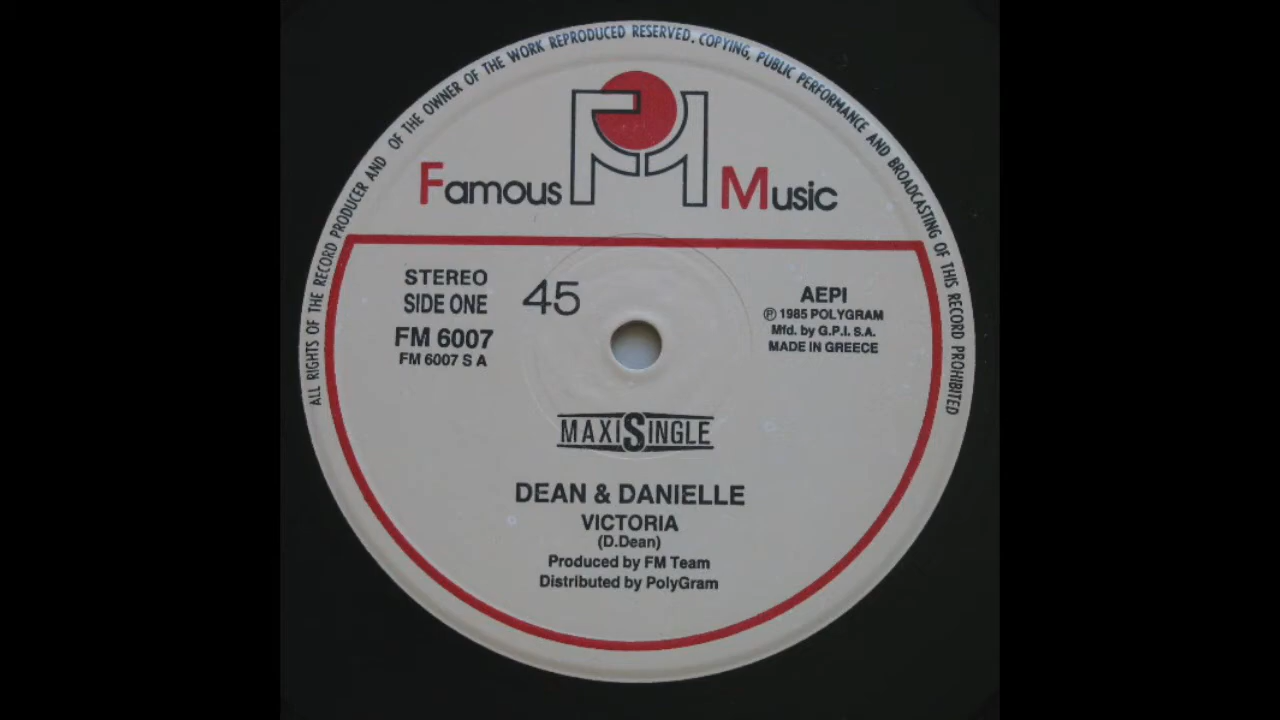 ALL RIGHTS OF THE RECORD PRODUCER AND OF THE OWNER OF THE WORK REPRODUCED RESERVED. COPYING, PUBLIC PERFORMANCE AND BROADCASTING OF THIS RECORD PROHIBITED
FM
Famous Music
STEREO
SIDE ONE
FM 6007
FM 6007 S A
45
AEPI
℗ 1985 POLYGRAM
Mfd. by G.P.I. S.A.
MADE IN GREECE
MAXISINGLE
DEAN & DANIELLE
VICTORIA
(D.Dean)
Produced by FM Team
Distributed by PolyGram